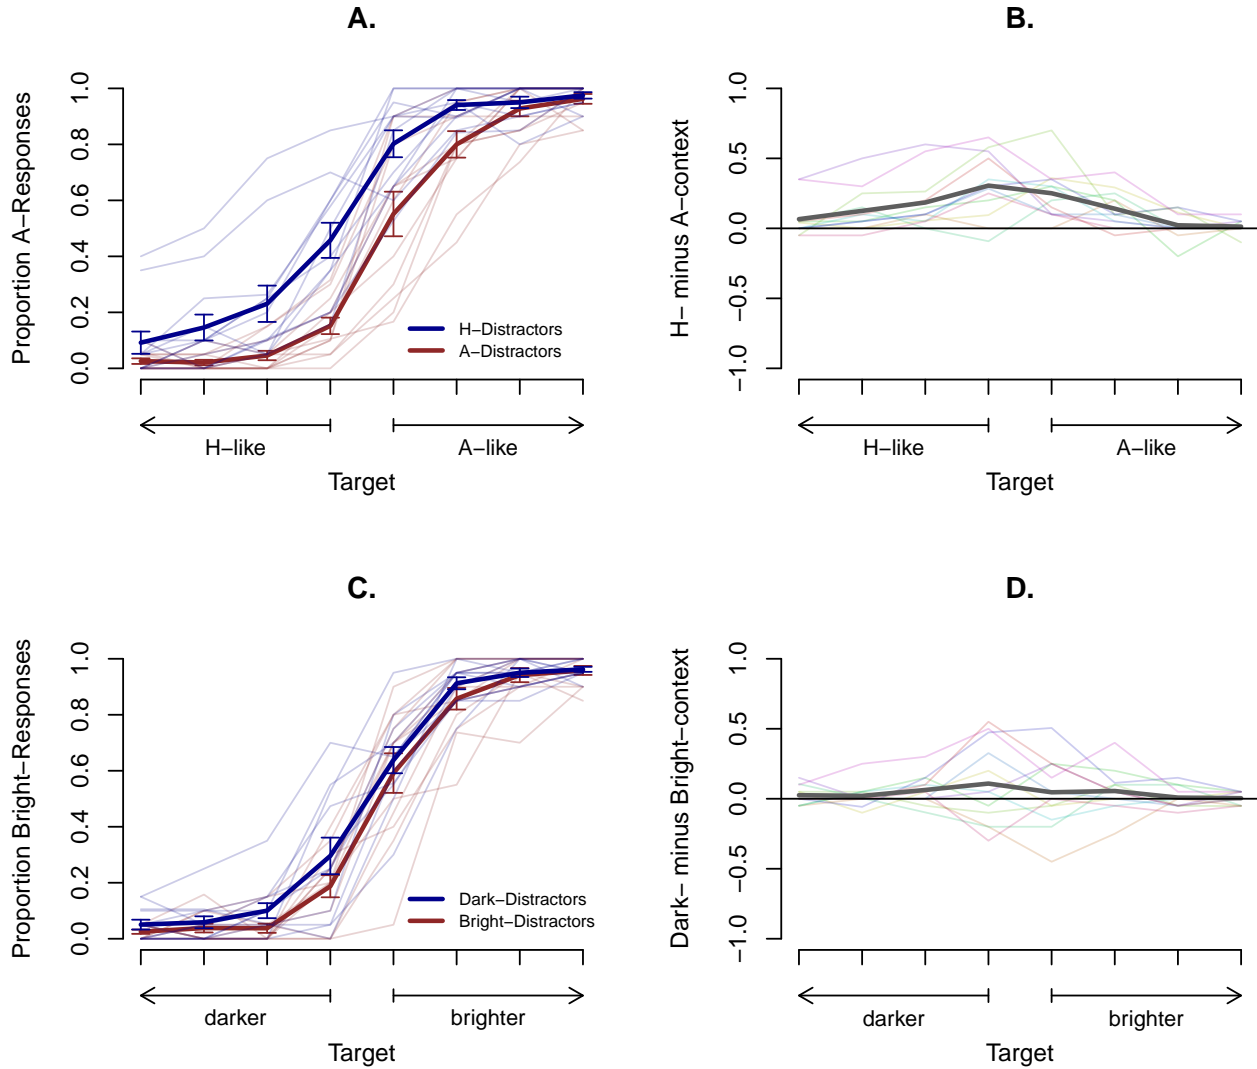 A.
Proportion A−Responses
1.0
0.8
0.6
0.4
0.2
0.0
H−Distractors
A−Distractors
H−like
A−like
Target
B.
H− minus A−context
1.0
0.5
0.0
−0.5
−1.0
H−like
A−like
Target
C.
Proportion Bright−Responses
1.0
0.8
0.6
0.4
0.2
0.0
Dark−Distractors
Bright−Distractors
darker
brighter
Target
D.
Dark− minus Bright−context
1.0
0.5
0.0
−0.5
−1.0
darker
brighter
Target